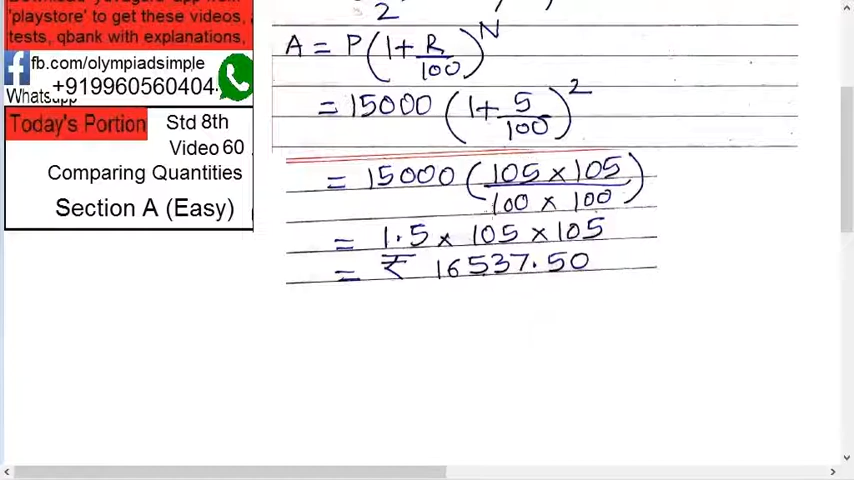 'playstore' to get these videos,
tests, qbank with explanations,
fb.com/olympiadsimple
+919960560404.
Whatsapp
Today's Portion Std 8th
Video 60
Comparing Quantities
Section A (Easy)
2
A = P(1+R/100)^N
= 15000 (1+5/100)^2
= 15000 (105 × 105/100 × 100)
= 1.5 × 105 × 105
= ₹ 16537.50